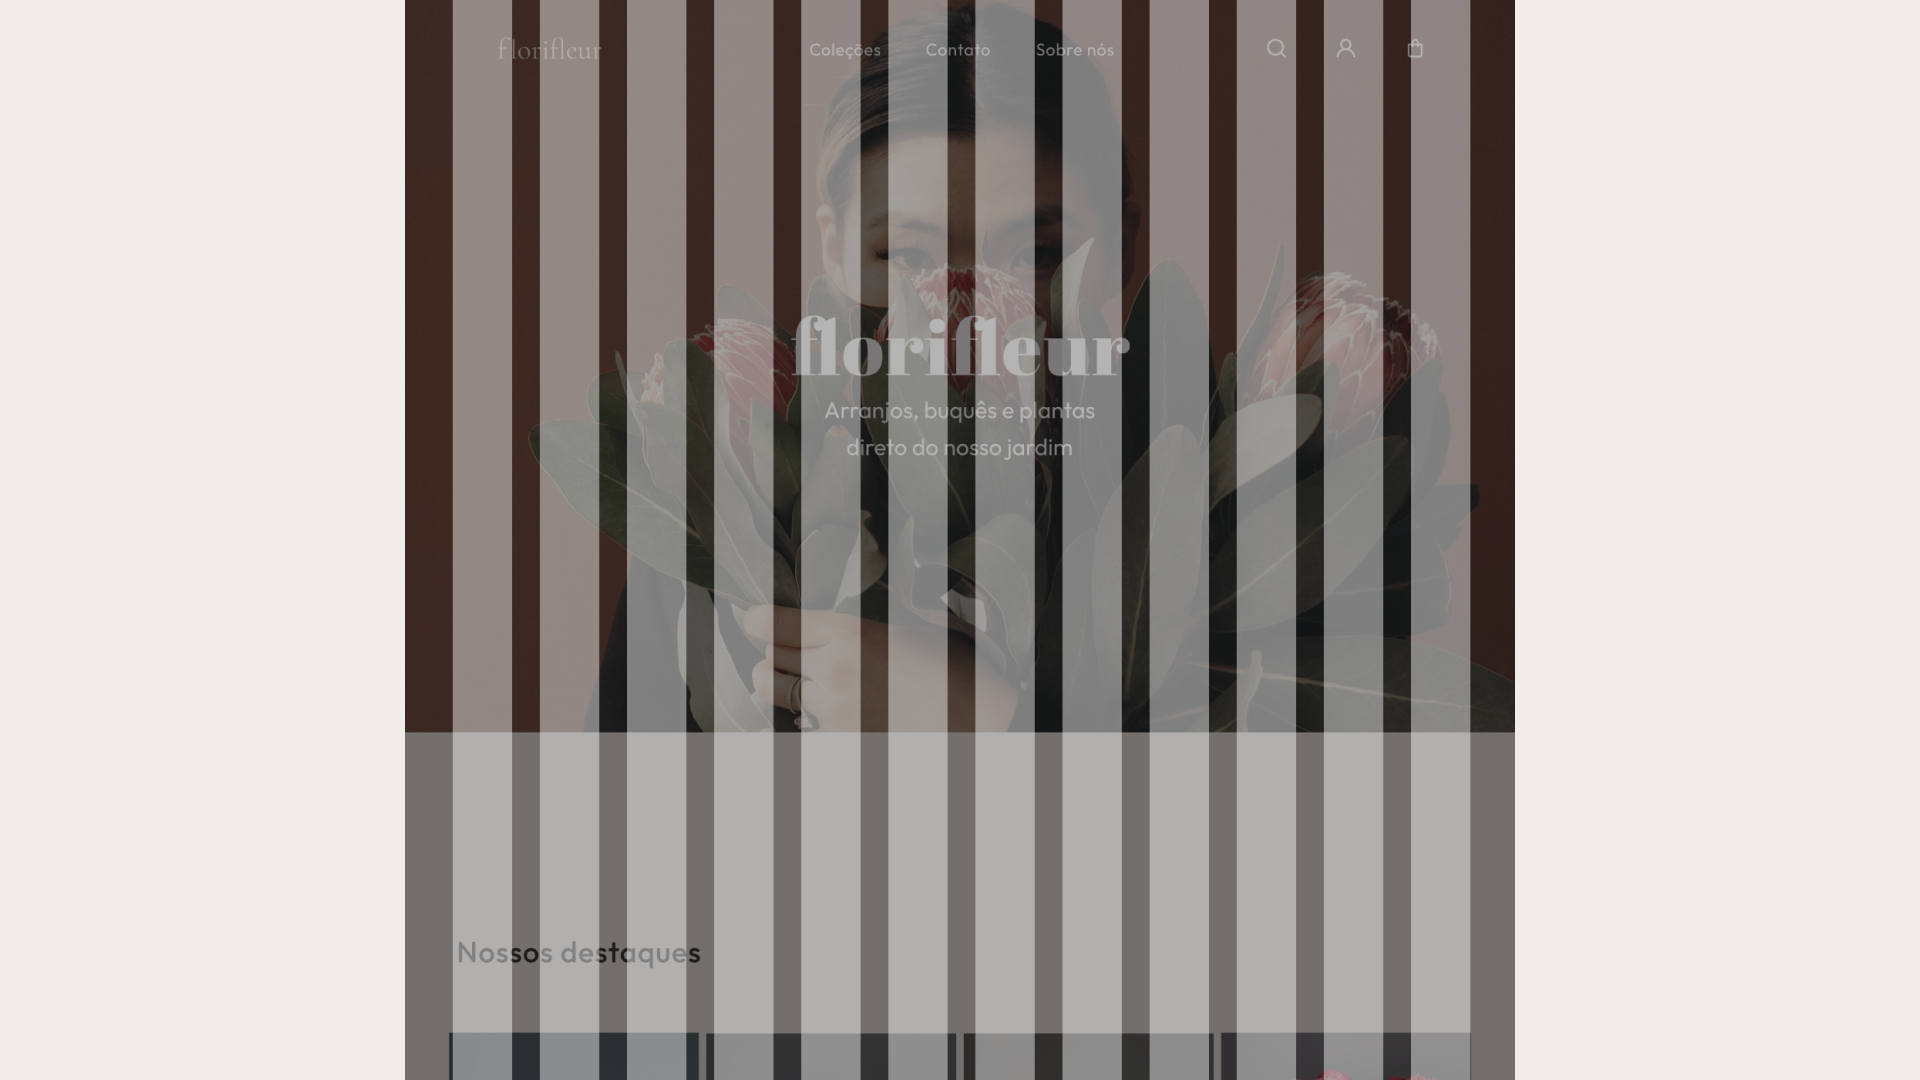 florifleur
Coleções Contato Sobre nós
florifleur
Arranjos, buquês e plantas
direto do nosso jardim
Nossos destaques